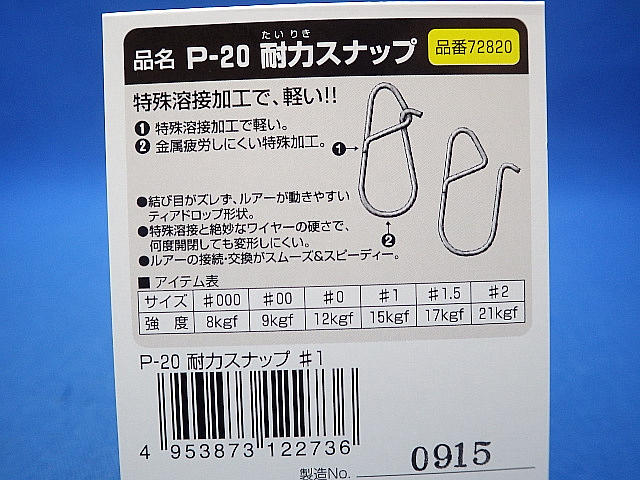 たいりき
品名 P-20 耐力スナップ 品番72820
特殊溶接加工で、軽い!!
❶ 特殊溶接加工で軽い。
❷ 金属疲労しにくい特殊加工。
❶→
❷
●結び目がズレず、ルアーが動きやすい
ティアドロップ形状。
●特殊溶接と絶妙なワイヤーの硬さで、
何度開閉しても変形しにくい。
●ルアーの接続・交換がスムーズ&スピーディー。
■ アイテム表
サイズ ♯000 ♯00 ♯0 ♯1 ♯1.5 ♯2
強度 8kgf 9kgf 12kgf 15kgf 17kgf 21kgf
P-20 耐力スナップ ♯1
4 953873 122736
製造No. 0915